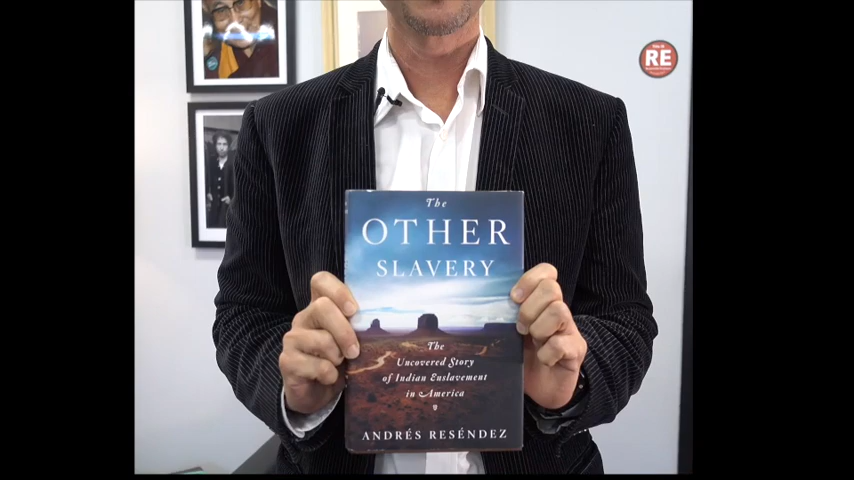 RE
The
OTHER
SLAVERY
The
Uncovered Story
of Indian Enslavement
in America
ANDRÉS RESÉNDEZ